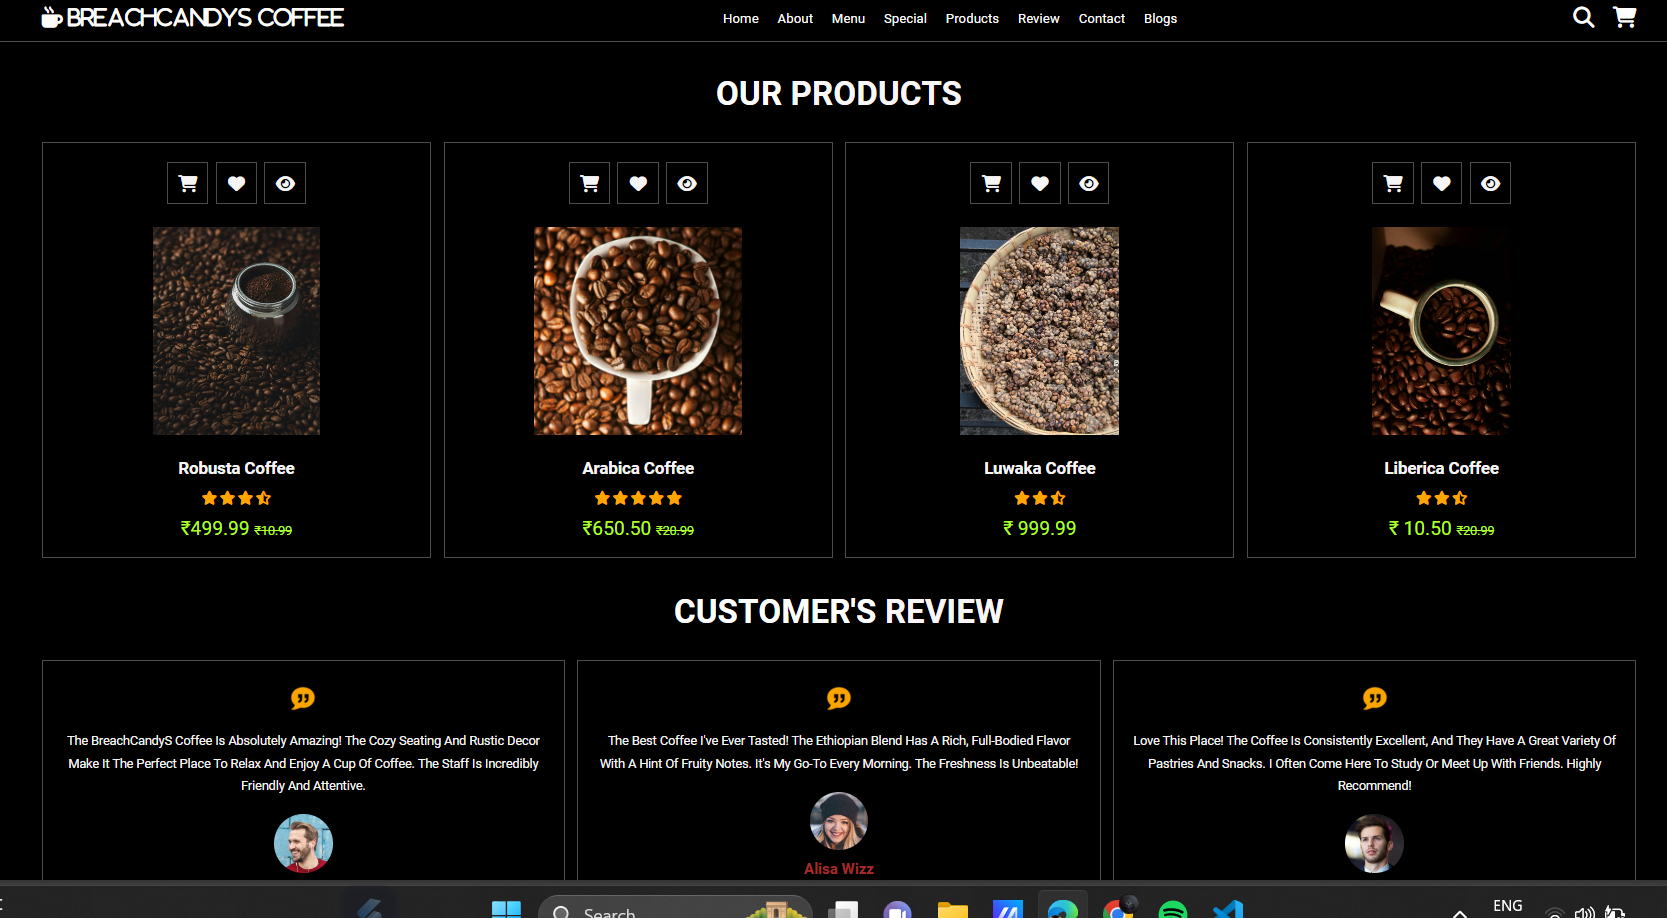 BREACHCANDYS COFFEE
Home About Menu Special Products Review Contact Blogs
OUR PRODUCTS
Robusta Coffee
₹499.99 ₹10.99
Arabica Coffee
₹650.50 ₹20.99
Luwaka Coffee
₹ 999.99
Liberica Coffee
₹ 10.50 ₹20.99
CUSTOMER'S REVIEW
The BreachCandyS Coffee Is Absolutely Amazing! The Cozy Seating And Rustic Decor
Make It The Perfect Place To Relax And Enjoy A Cup Of Coffee. The Staff Is Incredibly
Friendly And Attentive.
The Best Coffee I've Ever Tasted! The Ethiopian Blend Has A Rich, Full-Bodied Flavor
With A Hint Of Fruity Notes. It's My Go-To Every Morning. The Freshness Is Unbeatable!
Alisa Wizz
Love This Place! The Coffee Is Consistently Excellent, And They Have A Great Variety Of
Pastries And Snacks. I Often Come Here To Study Or Meet Up With Friends. Highly
Recommend!
Search
ENG